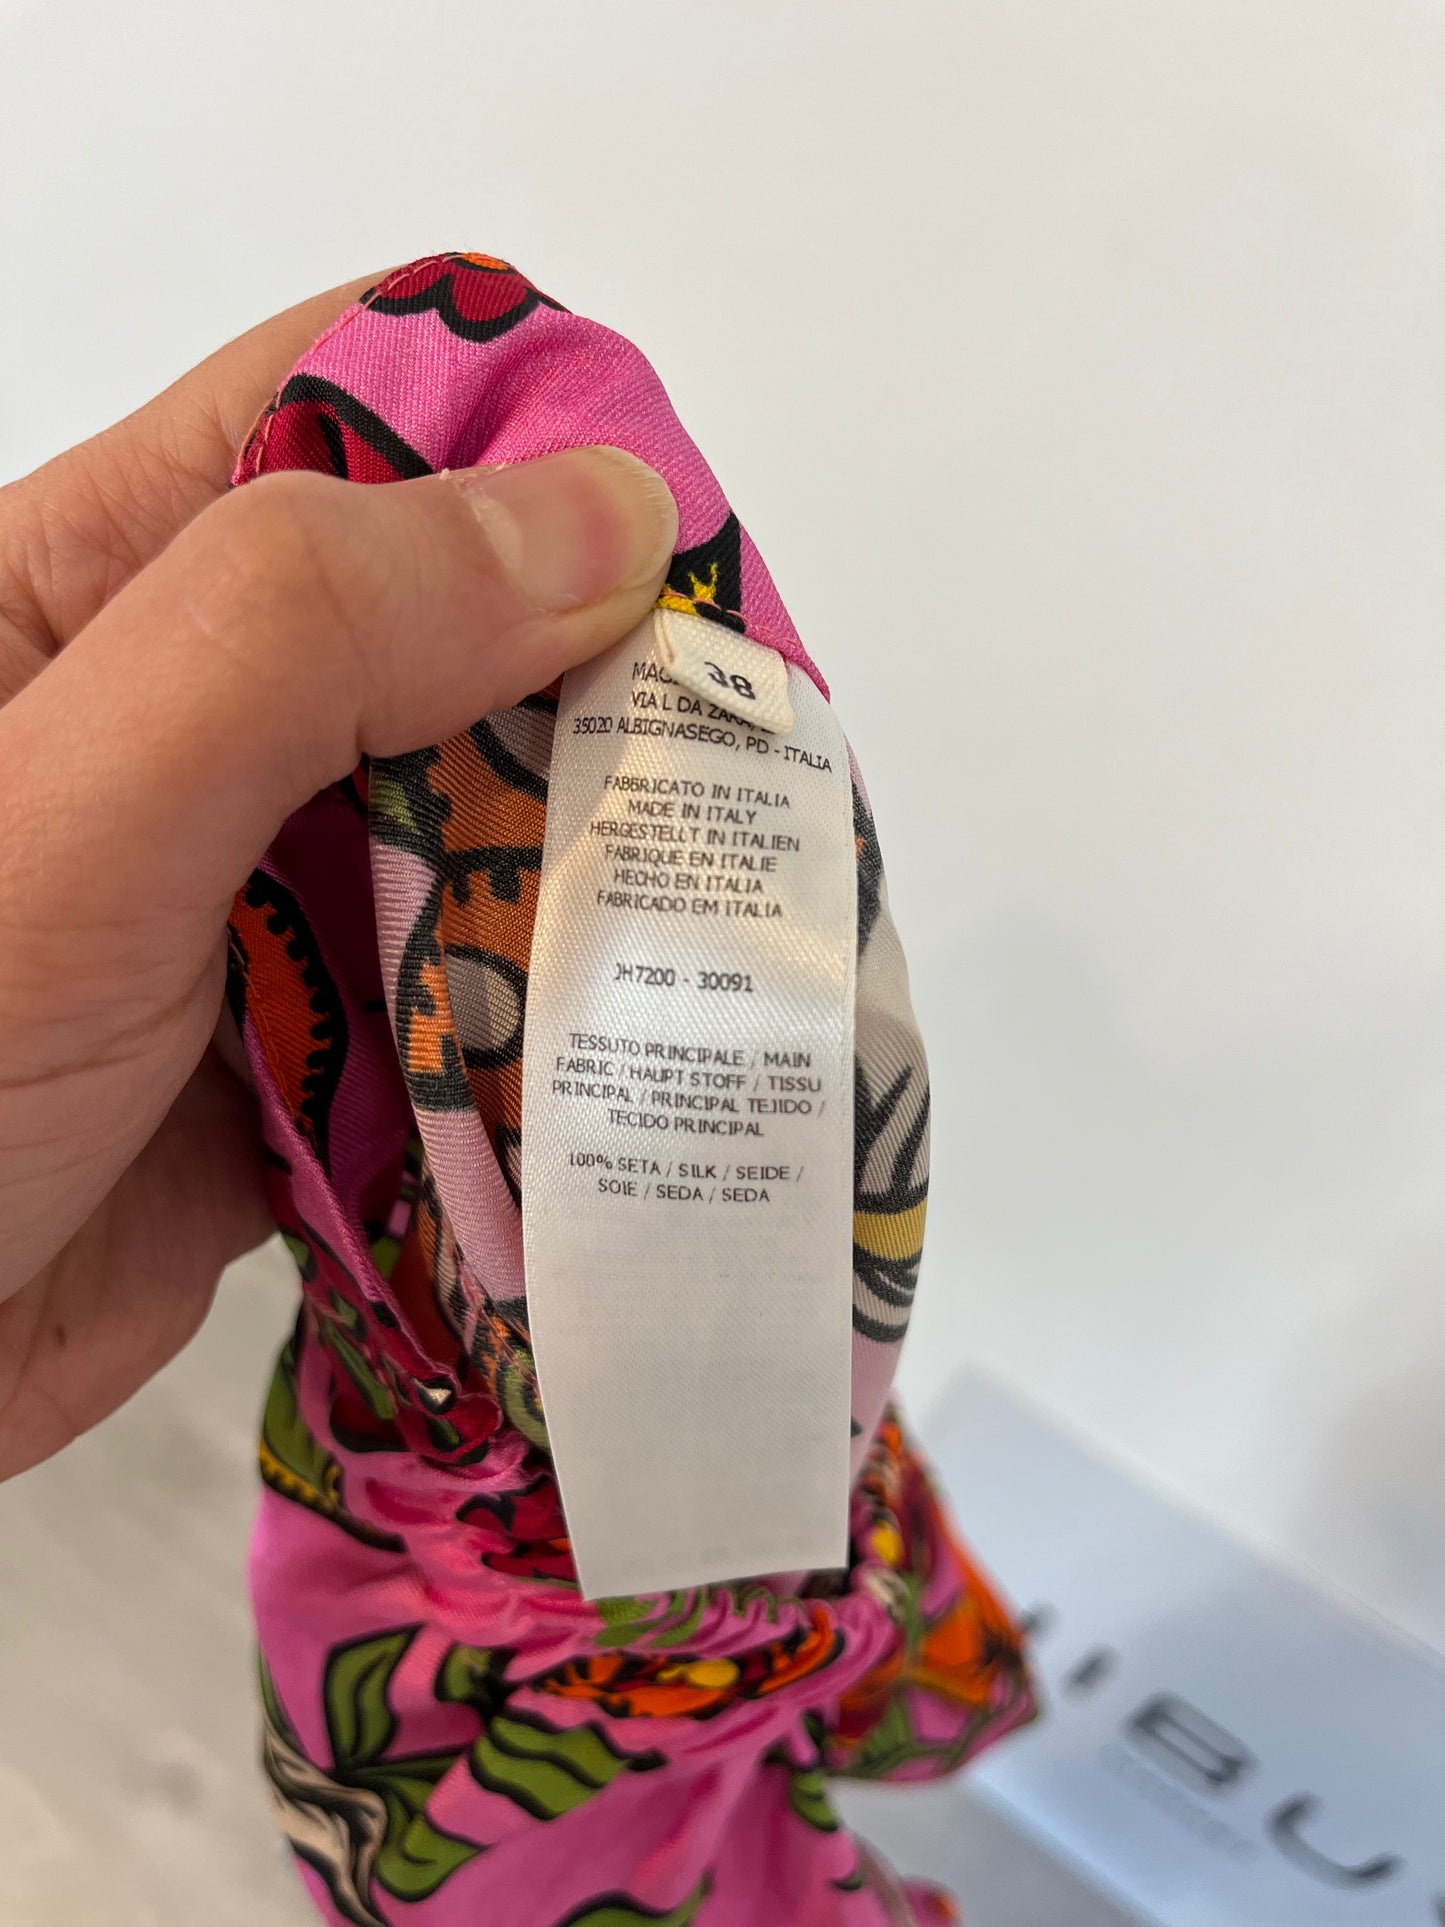 38
VIA L DA ZARA,
35020 ALBIGNASEGO, PD - ITALIA
FABBRICATO IN ITALIA
MADE IN ITALY
HERGESTELLT IN ITALIEN
FABRIQUE EN ITALIE
HECHO EN ITALIA
FABRICADO EM ITALIA
JH7200 - 30091
TESSUTO PRINCIPALE / MAIN
FABRIC / HAUPT STOFF / TISSU
PRINCIPAL / PRINCIPAL TEJIDO /
TECIDO PRINCIPAL
100% SETA / SILK / SEIDE /
SOIE / SEDA / SEDA